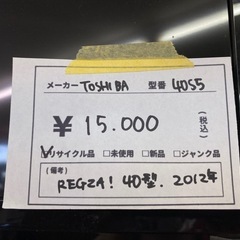 メーカー TOSHIBA 型番 40S5
¥ 15.000 (税込)
☑リサイクル品 □未使用 □新品 □ジャンク品
(備考)
REGZA! 40型. 2012年